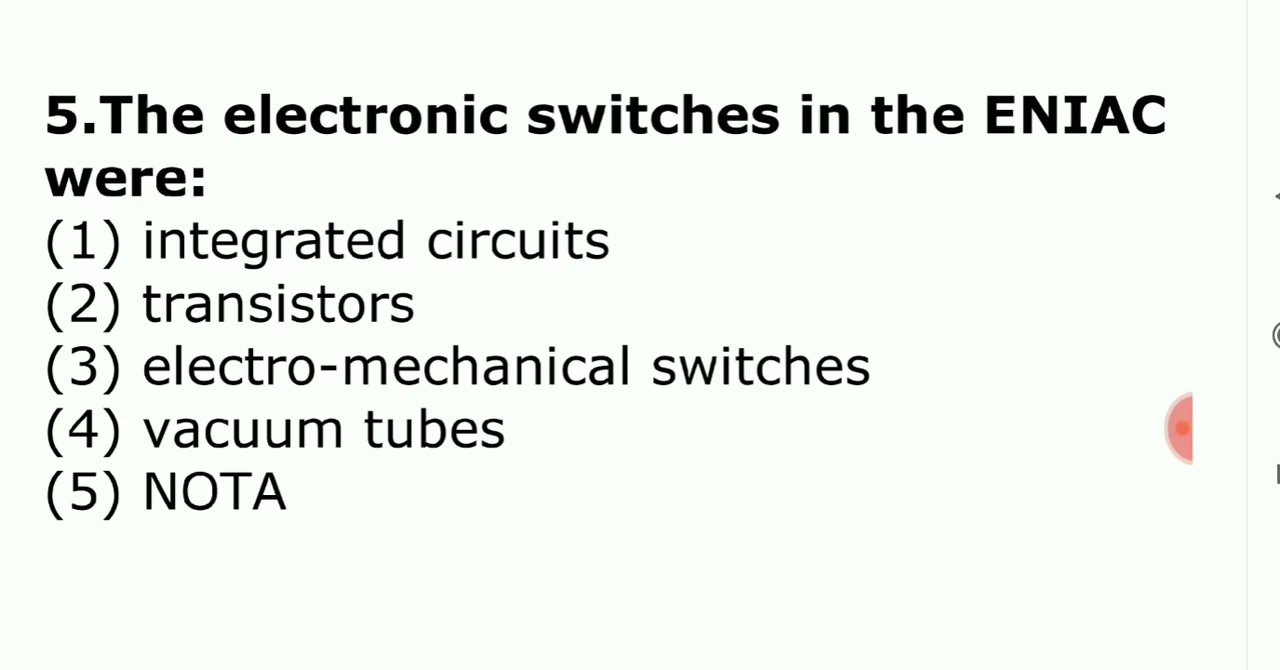 5.The electronic switches in the ENIAC
were:
(1) integrated circuits
(2) transistors
(3) electro-mechanical switches
(4) vacuum tubes
(5) NOTA